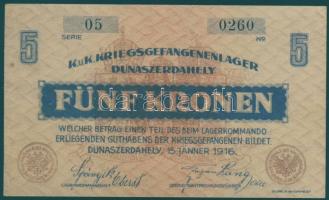 05 0260
SERIE NO.
5 K.u.K. KRIEGSGEFANGENENLAGER 5
DUNASZERDAHELY
FÜNF KRONEN
WELCHER BETRAG EINEN TEIL DES BEIM LAGERKOMMANDO
ERLIEGENDEN GUTHABENS DER KRIEGSGEFANGENEN BILDET.
DUNASZERDAHELY, 15. JÄNNER 1916.